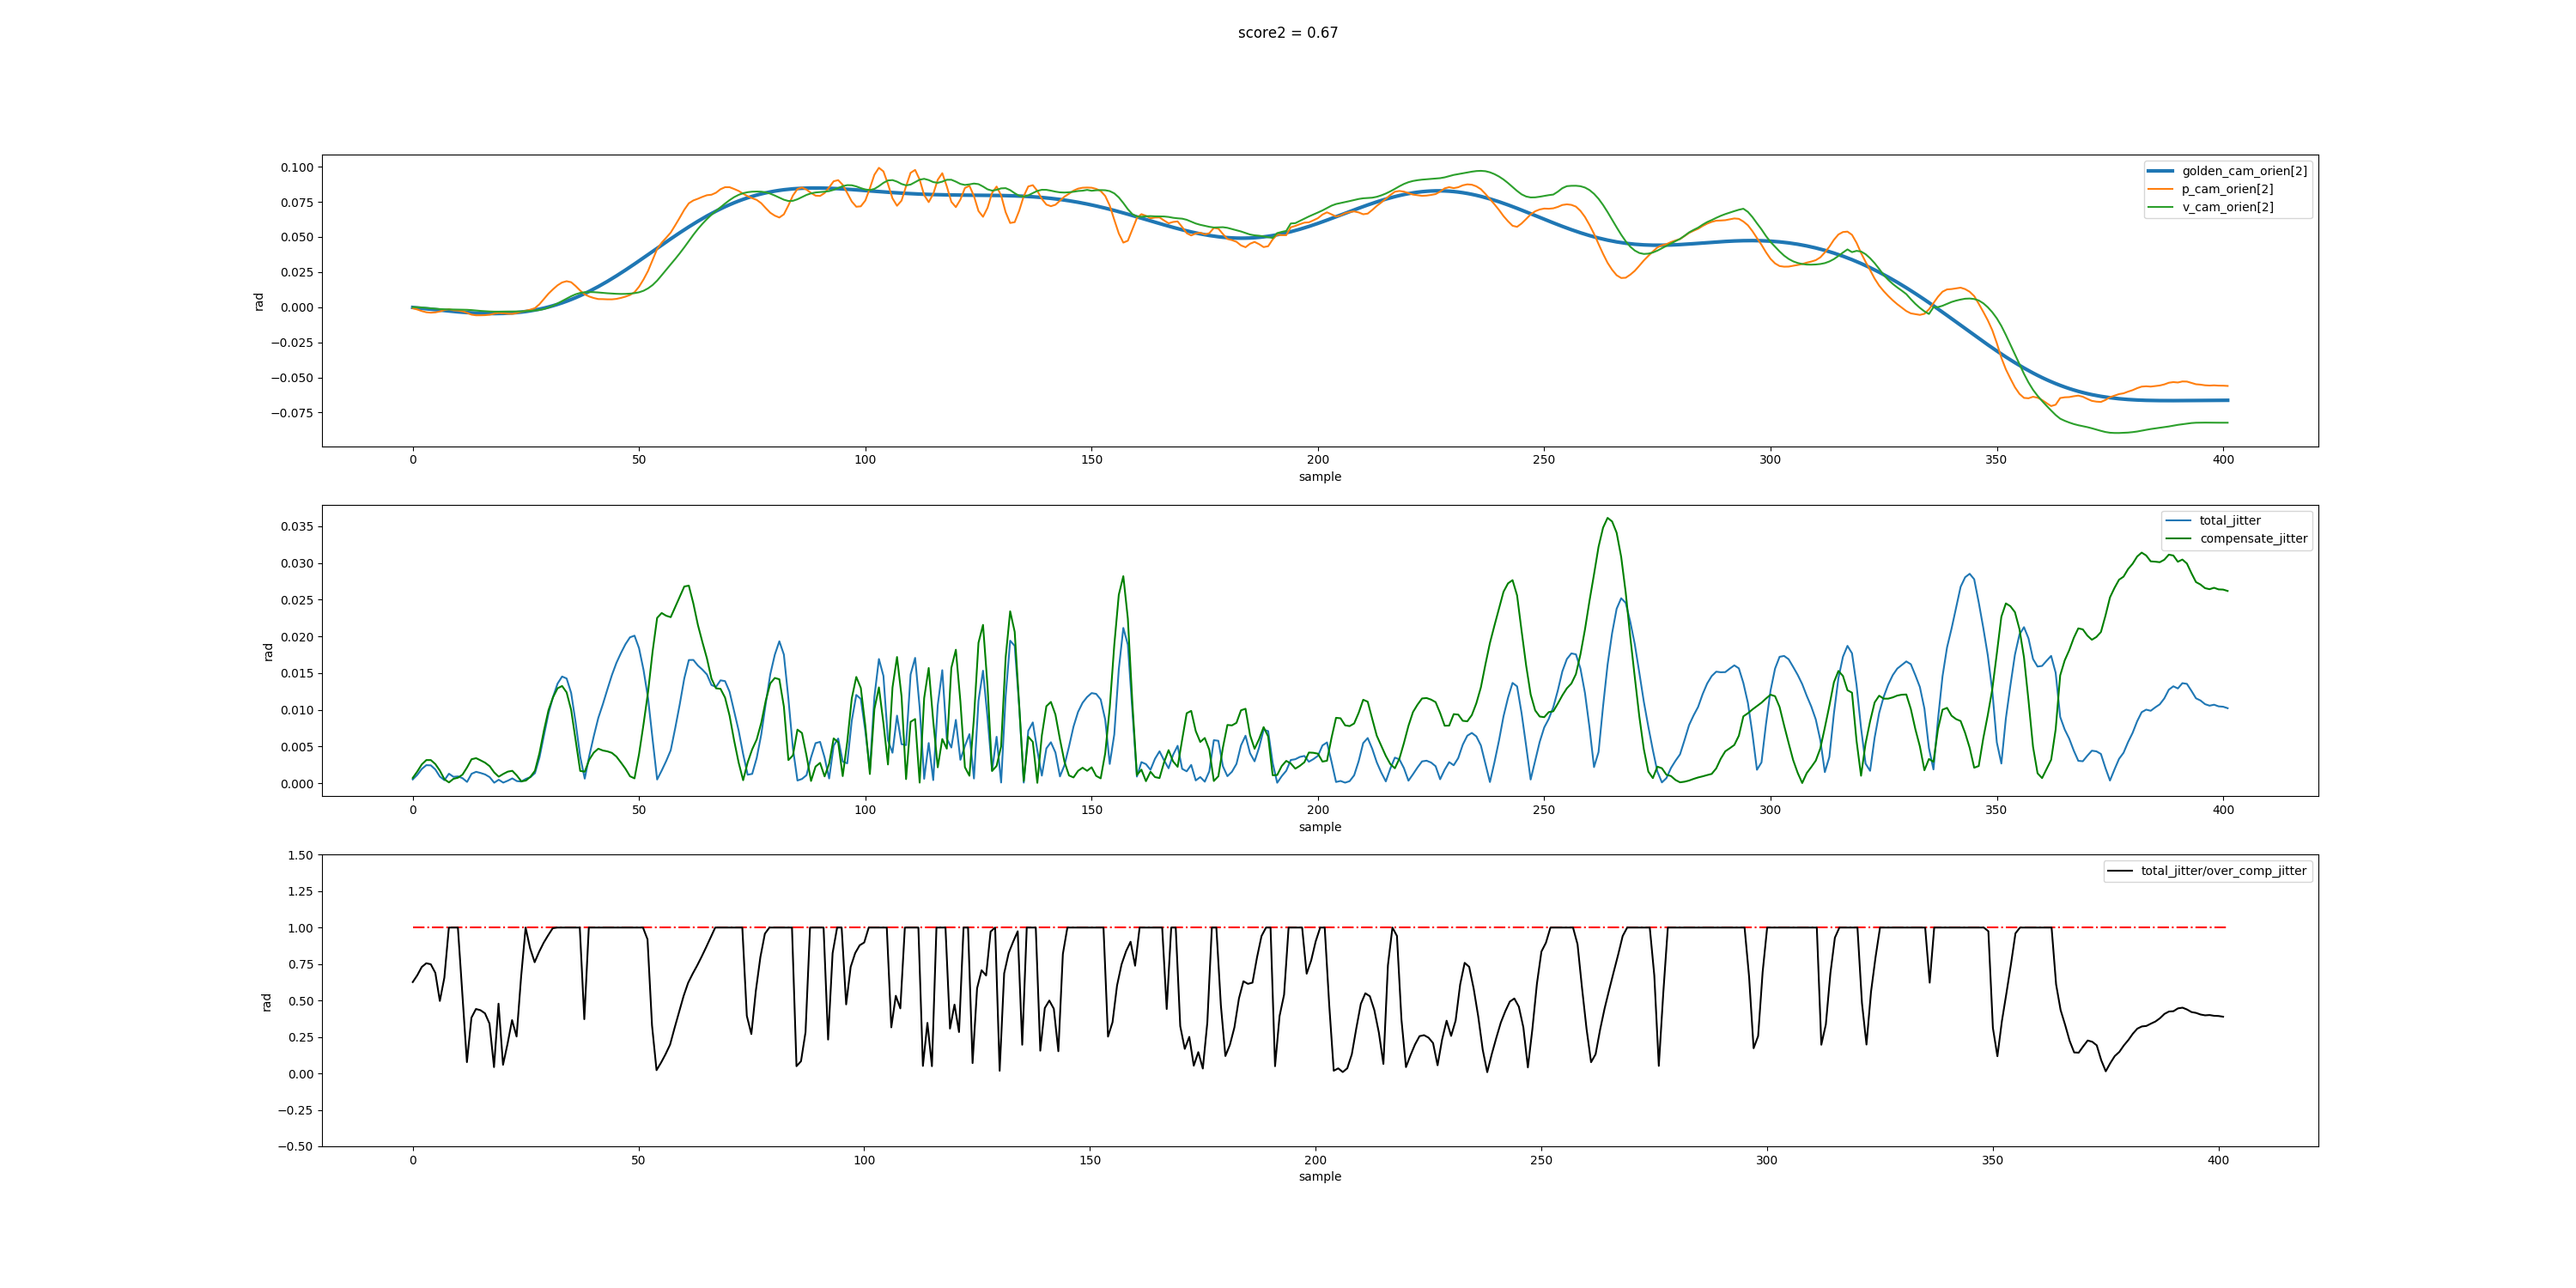 score2 = 0.67
0.100
0.075
0.050
0.025
0.000
−0.025
−0.050
−0.075
rad
golden_cam_orien[2]
p_cam_orien[2]
v_cam_orien[2]
0 50 100 150 200 250 300 350 400
sample
0.035
0.030
0.025
0.020
0.015
0.010
0.005
0.000
rad
total_jitter
compensate_jitter
0 50 100 150 200 250 300 350 400
sample
1.50
1.25
1.00
0.75
0.50
0.25
0.00
−0.25
−0.50
rad
total_jitter/over_comp_jitter
0 50 100 150 200 250 300 350 400
sample